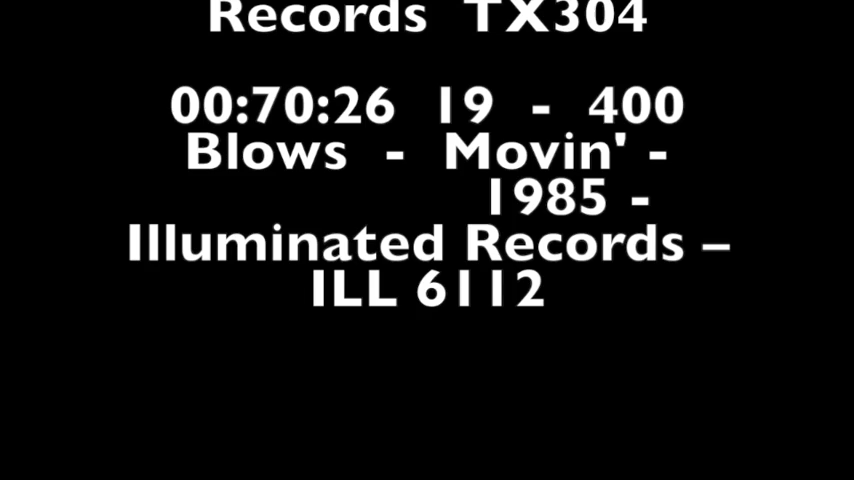 Records TX304
00:70:26 19 - 400
Blows - Movin' -
1985 -
Illuminated Records –
ILL 6112